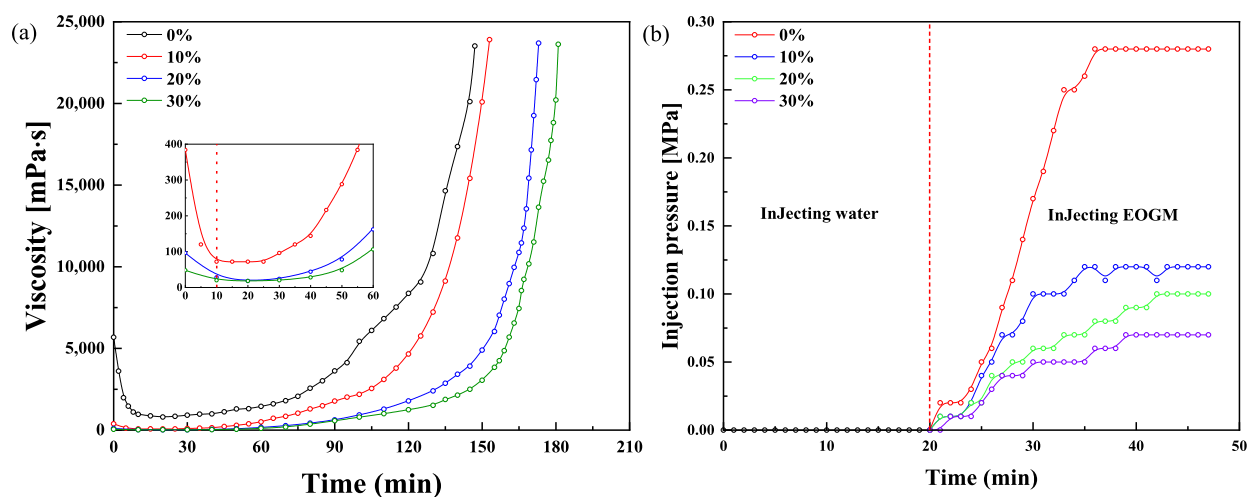 (a)
25,000
20,000
15,000
10,000
5,000
0
Viscosity [mPa·s]
0%
10%
20%
30%
400
300
200
100
0
0 10 20 30 40 50 60
0 30 60 90 120 150 180 210
Time (min)
(b)
0.30
0.25
0.20
0.15
0.10
0.05
0.00
Injection pressure [MPa]
0%
10%
20%
30%
InJecting water
InJecting EOGM
0 10 20 30 40 50
Time (min)